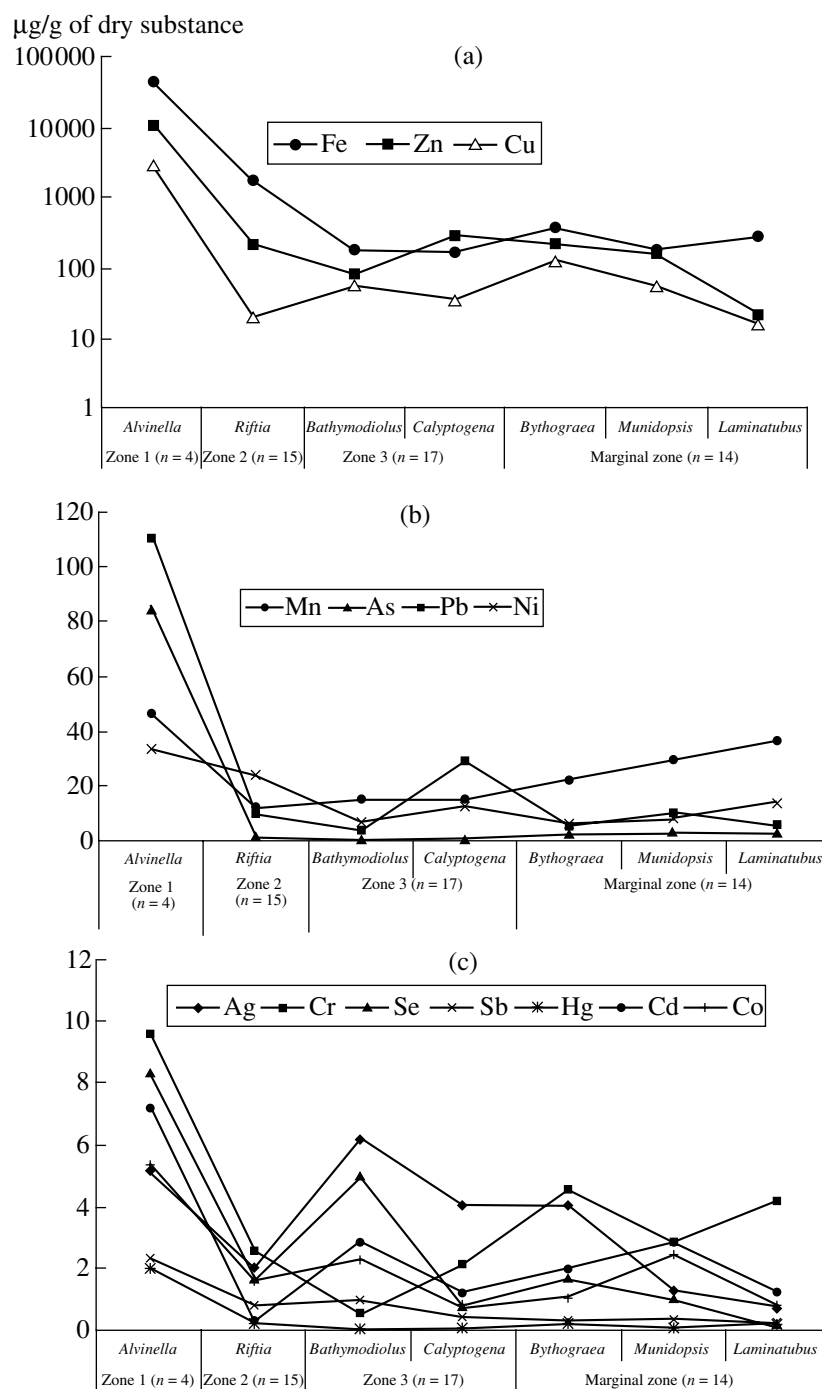 µg/g of dry substance
(a)
100000
10000
1000
100
10
1
Fe Zn Cu
Alvinella Riftia Bathymodiolus Calyptogena Bythograea Munidopsis Laminatubus
Zone 1 (n = 4) Zone 2 (n = 15) Zone 3 (n = 17) Marginal zone (n = 14)
(b)
120
100
80
60
40
20
0
Mn As Pb Ni
Alvinella Riftia Bathymodiolus Calyptogena Bythograea Munidopsis Laminatubus
Zone 1 Zone 2 Zone 3 (n = 17) Marginal zone (n = 14)
(n = 4) (n = 15)
(c)
12
10
8
6
4
2
0
Ag Cr Se Sb Hg Cd Co
Alvinella Riftia Bathymodiolus Calyptogena Bythograea Munidopsis Laminatubus
Zone 1 (n = 4) Zone 2 (n = 15) Zone 3 (n = 17) Marginal zone (n = 14)